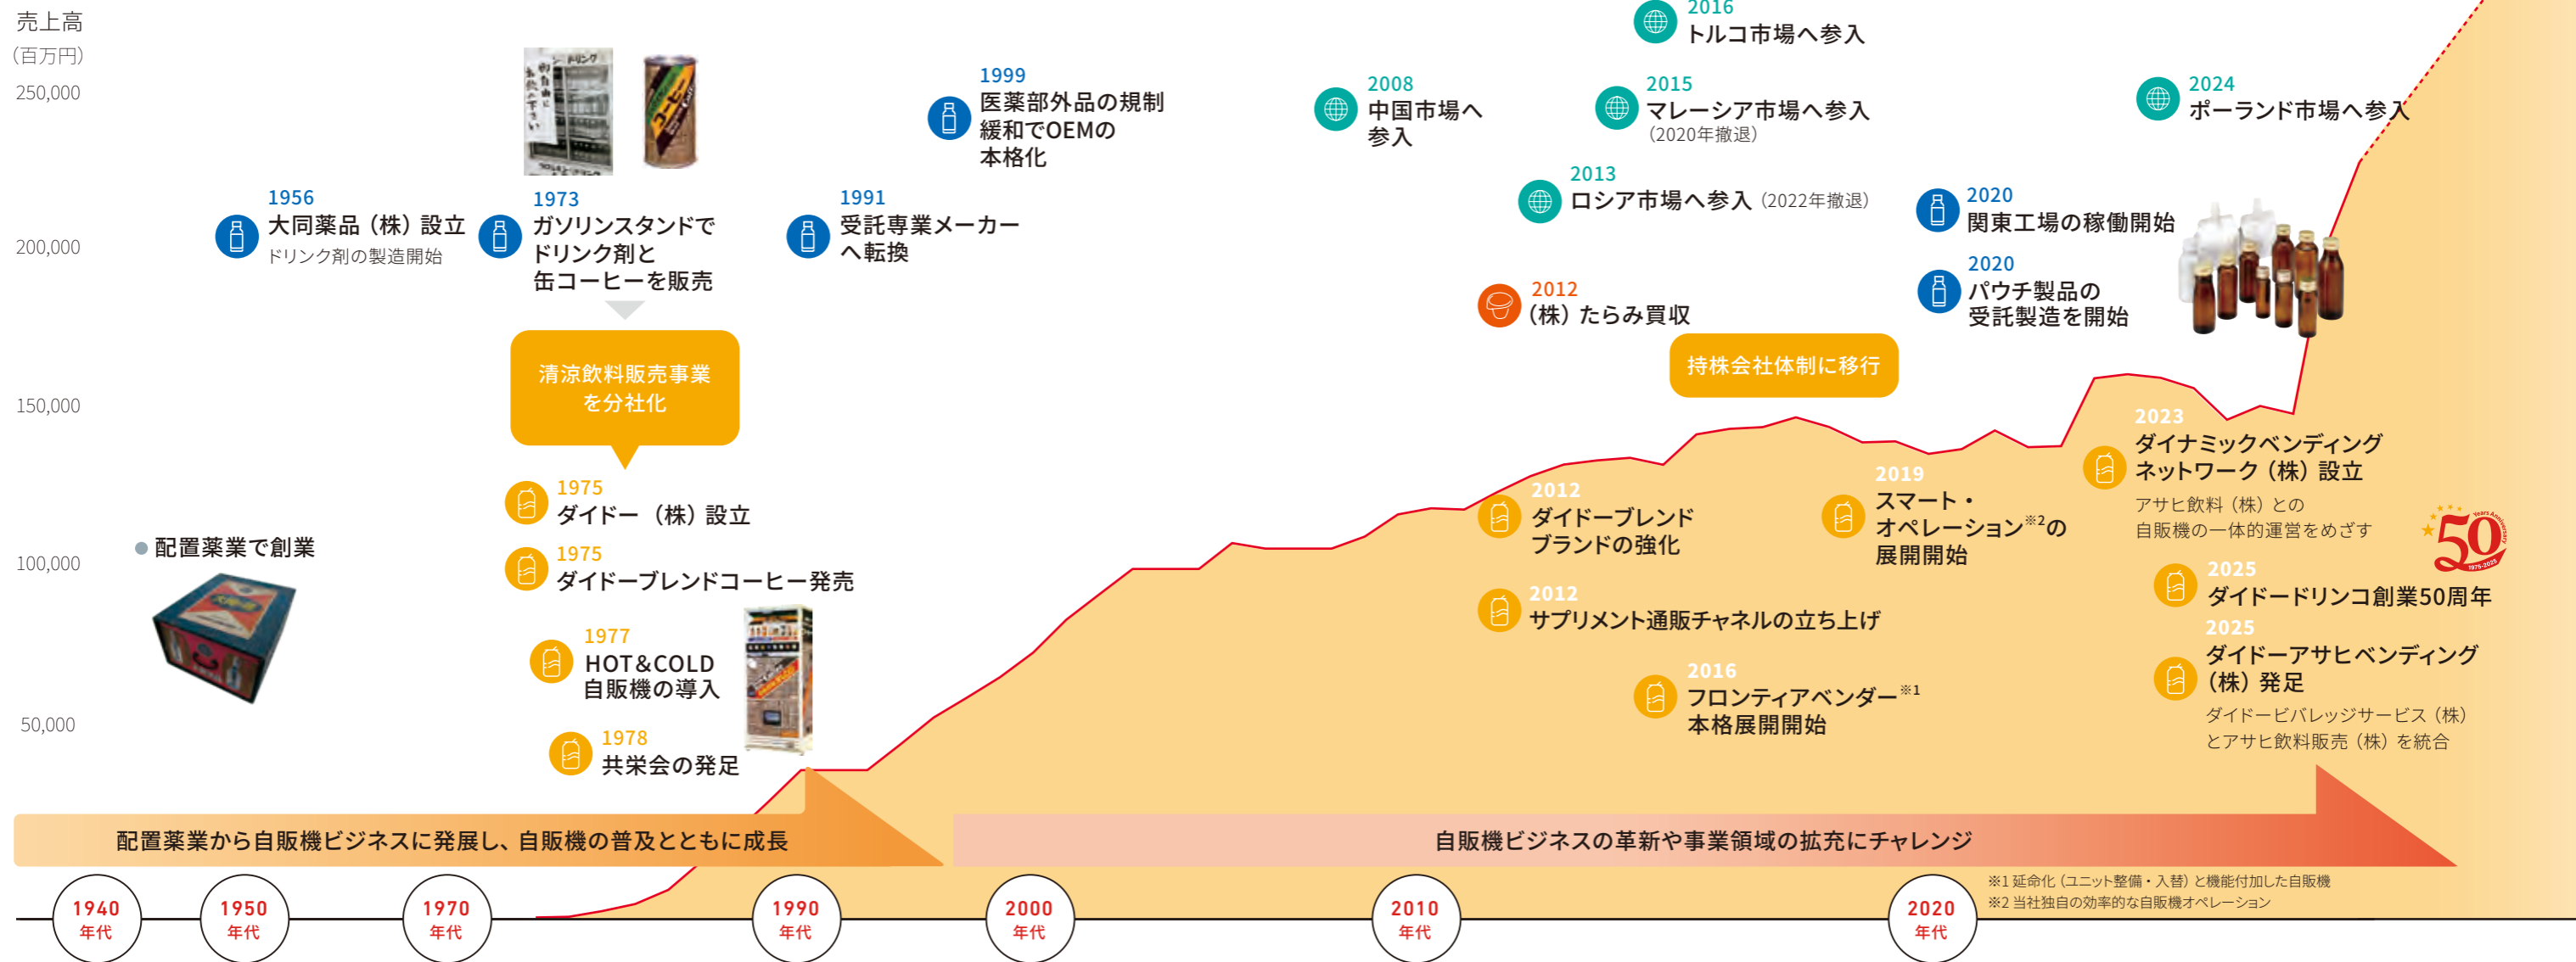 売上高
（百万円）
250,000
200,000
150,000
100,000
50,000
配置薬業で創業
1956
大同薬品（株）設立
ドリンク剤の製造開始
1973
ガソリンスタンドで
ドリンク剤と
缶コーヒーを販売
清涼飲料販売事業
を分社化
1975
ダイドー（株）設立
1975
ダイドーブレンドコーヒー発売
1977
HOT＆COLD
自販機の導入
1978
共栄会の発足
1991
受託専業メーカー
へ転換
1999
医薬部外品の規制
緩和でOEMの
本格化
2008
中国市場へ
参入
2016
トルコ市場へ参入
2015
マレーシア市場へ参入
（2020年撤退）
2013
ロシア市場へ参入（2022年撤退）
2012
（株）たらみ買収
持株会社体制に移行
2012
ダイドーブレンド
ブランドの強化
2012
サプリメント通販チャネルの立ち上げ
2016
フロンティアベンダー※1
本格展開開始
2019
スマート・
オペレーション※2の
展開開始
2024
ポーランド市場へ参入
2020
関東工場の稼働開始
2020
パウチ製品の
受託製造を開始
2023
ダイナミックベンディング
ネットワーク（株）設立
アサヒ飲料（株）との
自販機の一体的運営をめざす
50
Years Anniversary
1975-2025
2025
ダイドードリンコ創業50周年
2025
ダイドーアサヒベンディング
（株）発足
ダイドービバレッジサービス（株）
とアサヒ飲料販売（株）を統合
配置薬業から自販機ビジネスに発展し、自販機の普及とともに成長
自販機ビジネスの革新や事業領域の拡充にチャレンジ
※1 延命化（ユニット整備・入替）と機能付加した自販機
※2 当社独自の効率的な自販機オペレーション
1940
年代
1950
年代
1970
年代
1990
年代
2000
年代
2010
年代
2020
年代